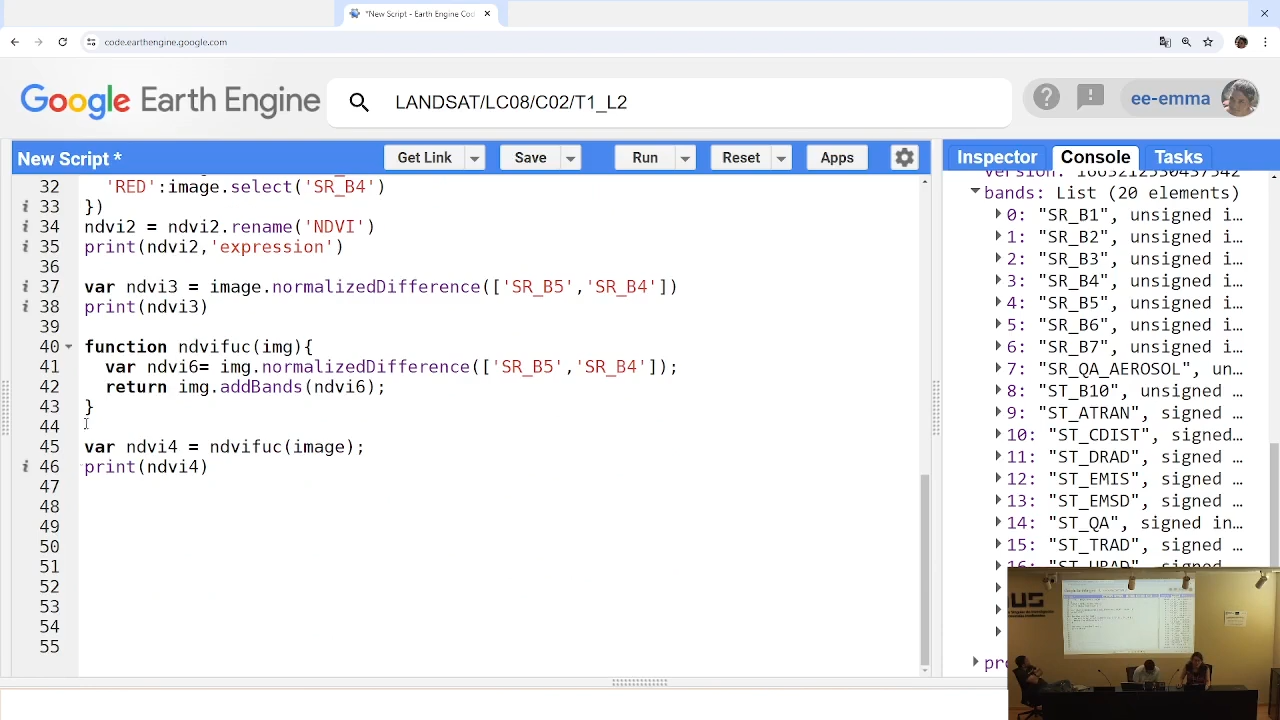 *New Script - Earth Engine Cod
code.earthengine.google.com
Google Earth Engine
LANDSAT/LC08/C02/T1_L2
ee-emma
New Script *
Get Link
Save
Run
Reset
Apps
Inspector
Console
Tasks
32 'RED':image.select('SR_B4')
33 })
34 ndvi2 = ndvi2.rename('NDVI')
35 print(ndvi2,'expression')
36
37 var ndvi3 = image.normalizedDifference(['SR_B5','SR_B4'])
38 print(ndvi3)
39
40 function ndvifuc(img){
41 var ndvi6= img.normalizedDifference(['SR_B5','SR_B4']);
42 return img.addBands(ndvi6);
43 }
44
45 var ndvi4 = ndvifuc(image);
46 print(ndvi4)
47
48
49
50
51
52
53
54
55
bands: List (20 elements)
0: "SR_B1", unsigned i…
1: "SR_B2", unsigned i…
2: "SR_B3", unsigned i…
3: "SR_B4", unsigned i…
4: "SR_B5", unsigned i…
5: "SR_B6", unsigned i…
6: "SR_B7", unsigned i…
7: "SR_QA_AEROSOL", un…
8: "ST_B10", unsigned …
9: "ST_ATRAN", signed …
10: "ST_CDIST", signed…
11: "ST_DRAD", signed …
12: "ST_EMIS", signed …
13: "ST_EMSD", signed …
14: "ST_QA", signed in…
15: "ST_TRAD", signed …